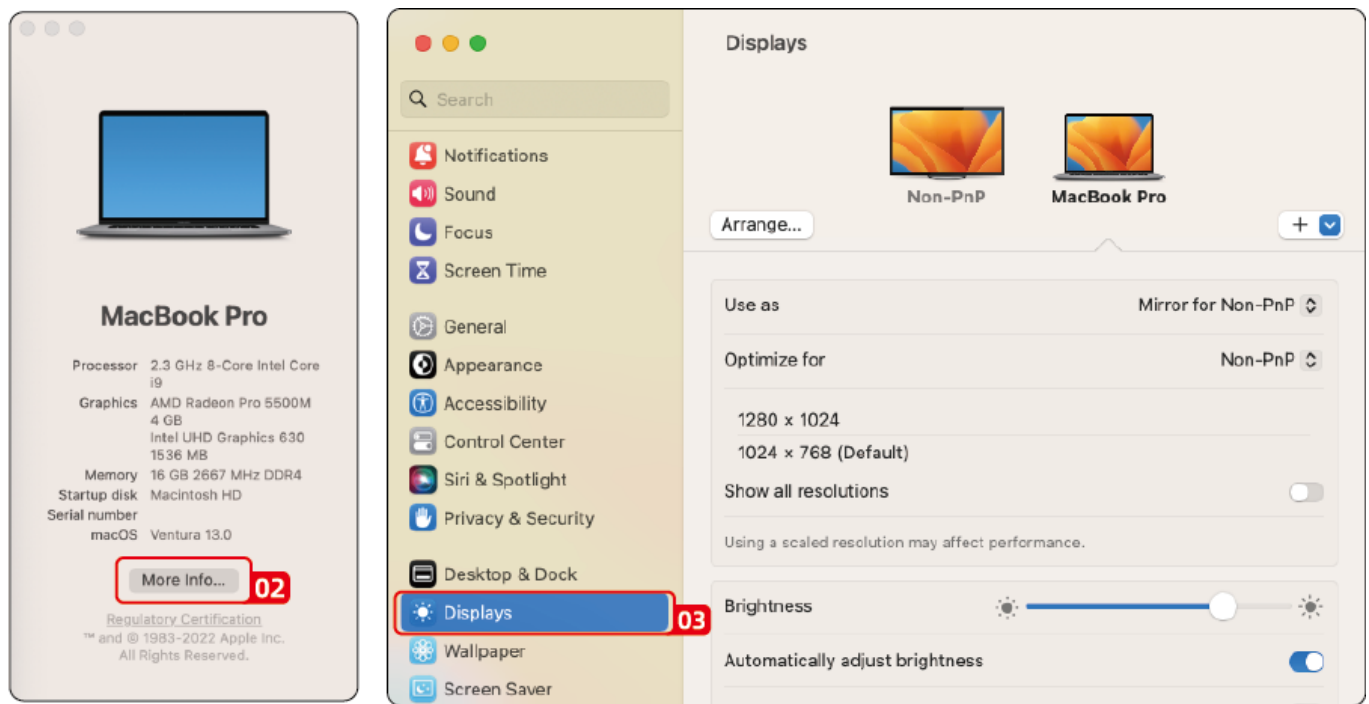 MacBook Pro
Processor 2.3 GHz 8-Core Intel Core
i9
Graphics AMD Radeon Pro 5500M
4 GB
Intel UHD Graphics 630
1536 MB
Memory 16 GB 2667 MHz DDR4
Startup disk Macintosh HD
Serial number
macOS Ventura 13.0
More Info...
02
Regulatory Certification
™ and © 1983-2022 Apple Inc.
All Rights Reserved.
Search
Notifications
Sound
Focus
Screen Time
General
Appearance
Accessibility
Control Center
Siri & Spotlight
Privacy & Security
Desktop & Dock
Displays
03
Wallpaper
Screen Saver
Displays
Non-PnP MacBook Pro
Arrange...
Use as Mirror for Non-PnP
Optimize for Non-PnP
1280 × 1024
1024 × 768 (Default)
Show all resolutions
Using a scaled resolution may affect performance.
Brightness
Automatically adjust brightness